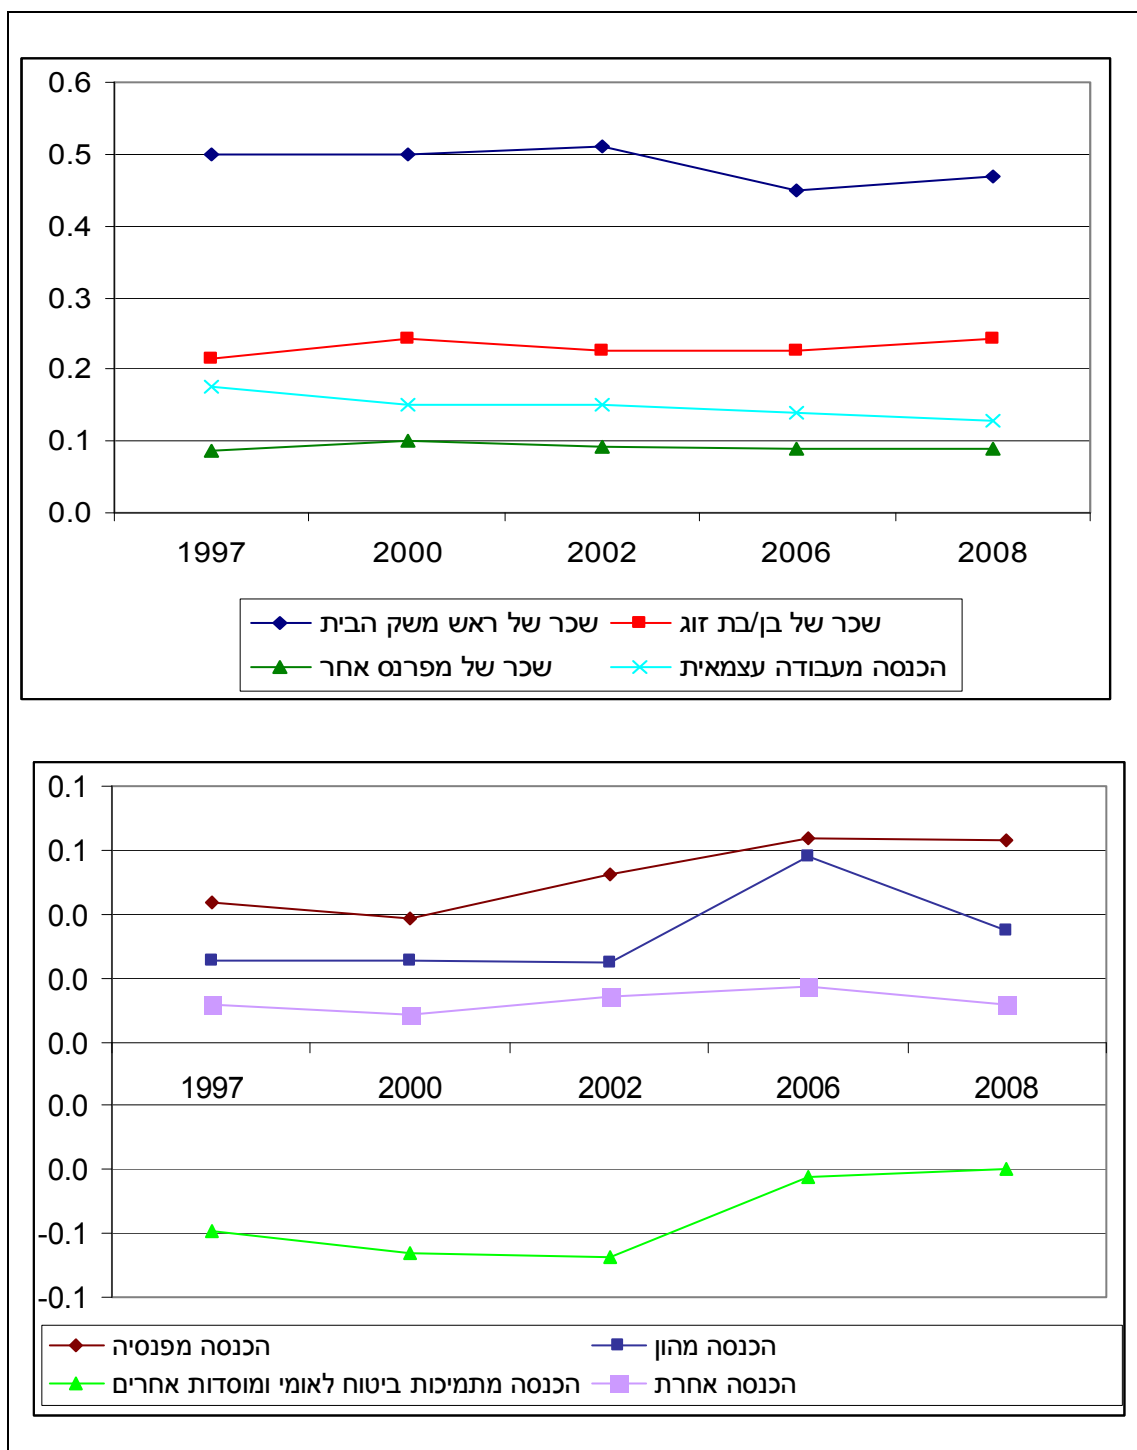 0.6
0.5
0.4
0.3
0.2
0.1
0.0
1997 2000 2002 2006 2008
שכר של ראש משק הבית שכר של בן/בת זוג
שכר של מפרנס אחר הכנסה מעבודה עצמאית
0.1
0.1
0.0
0.0
0.0
1997 2000 2002 2006 2008
0.0
0.0
-0.1
-0.1
הכנסה מפנסיה הכנסה מהון
הכנסה מתמיכות ביטוח לאומי ומוסדות אחרים הכנסה אחרת